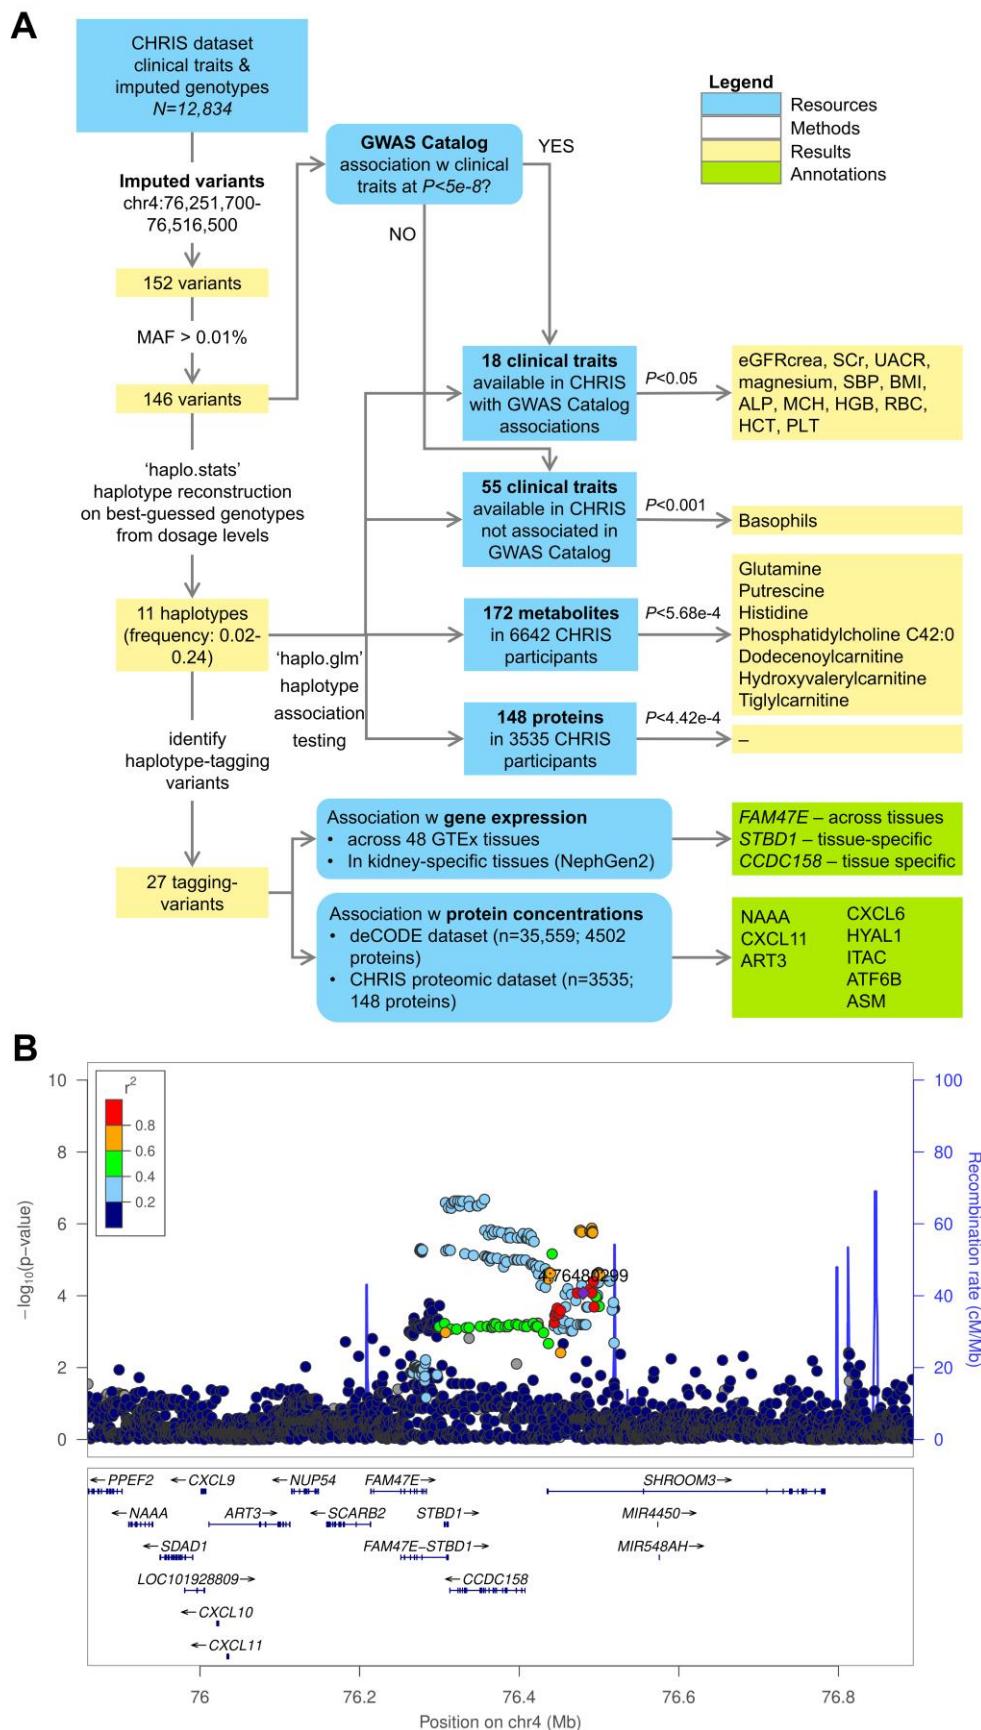 A
CHRIS dataset
clinical traits &
imputed genotypes
N=12,834
Imputed variants
chr4:76,251,700-
76,516,500
152 variants
MAF > 0.01%
146 variants
'haplo.stats'
haplotype reconstruction
on best-guessed genotypes
from dosage levels
11 haplotypes
(frequency: 0.02-
0.24)
identify
haplotype-tagging
variants
27 tagging-
variants
GWAS Catalog
association w clinical
traits at P<5e-8?
YES
NO
'haplo.glm'
haplotype
association
testing
Legend
Resources
Methods
Results
Annotations
18 clinical traits
available in CHRIS
with GWAS Catalog
associations
P<0.05
eGFRcrea, SCr, UACR,
magnesium, SBP, BMI,
ALP, MCH, HGB, RBC,
HCT, PLT
55 clinical traits
available in CHRIS
not associated in
GWAS Catalog
P<0.001
Basophils
172 metabolites
in 6642 CHRIS
participants
P<5.68e-4
Glutamine
Putrescine
Histidine
Phosphatidylcholine C42:0
Dodecenoylcarnitine
Hydroxyvalerylcarnitine
Tiglylcarnitine
148 proteins
in 3535 CHRIS
participants
P<4.42e-4
–
Association w gene expression
• across 48 GTEx tissues
• In kidney-specific tissues (NephGen2)
FAM47E – across tissues
STBD1 – tissue-specific
CCDC158 – tissue specific
Association w protein concentrations
• deCODE dataset (n=35,559; 4502
proteins)
• CHRIS proteomic dataset (n=3535;
148 proteins)
NAAA
CXCL11
ART3
CXCL6
HYAL1
ITAC
ATF6B
ASM
B
10
8
6
4
2
0
−log10(p−value)
r2
0.8
0.6
0.4
0.2
4:76480299
100
80
60
40
20
0
Recombination rate (cM/Mb)
←PPEF2 ←CXCL9 ←NUP54 FAM47E→ SHROOM3→
←NAAA ART3→ ←SCARB2 STBD1→ MIR4450→
←SDAD1 FAM47E−STBD1→ MIR548AH→
LOC101928809→ ←CCDC158
←CXCL10
←CXCL11
76 76.2 76.4 76.6 76.8
Position on chr4 (Mb)